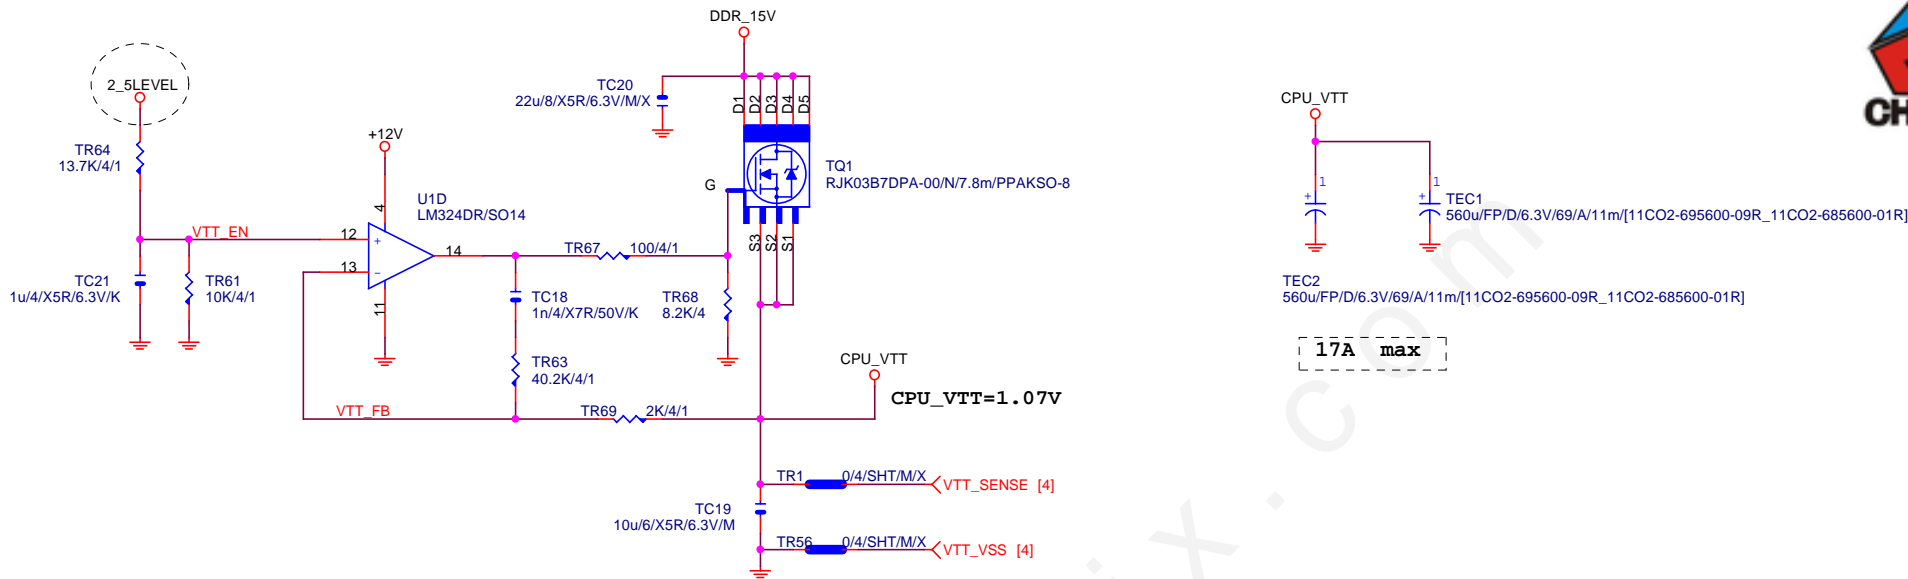 DDR_15V
2_5LEVEL
TR64
13.7K/4/1
+12V
TC20
22u/8/X5R/6.3V/M/X
D1
D2
D3
D4
D5
CPU_VTT
CH
U1D
LM324DR/SO14
G
TQ1
RJK03B7DPA-00/N/7.8m/PPAKSO-8
1
+
1
+
TEC1
560u/FP/D/6.3V/69/A/11m/[11CO2-695600-09R_11CO2-685600-01R]
4
VTT_EN
12
+
14
13
-
11
TR67
100/4/1
S3
S2
S1
TC21
1u/4/X5R/6.3V/K
TR61
10K/4/1
TC18
1n/4/X7R/50V/K
TR68
8.2K/4
TEC2
560u/FP/D/6.3V/69/A/11m/[11CO2-695600-09R_11CO2-685600-01R]
17A max
TR63
40.2K/4/1
CPU_VTT
CPU_VTT=1.07V
VTT_FB
TR69
2K/4/1
TR1
0/4/SHT/M/X
VTT_SENSE [4]
TC19
10u/6/X5R/6.3V/M
TR56
0/4/SHT/M/X
VTT_VSS [4]
ix.com